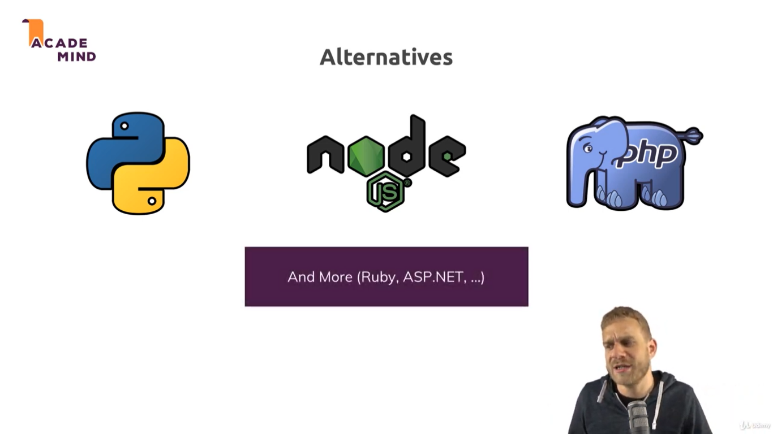 ACADE
MIND
Alternatives
node
JS
php
And More (Ruby, ASP.NET, ...)